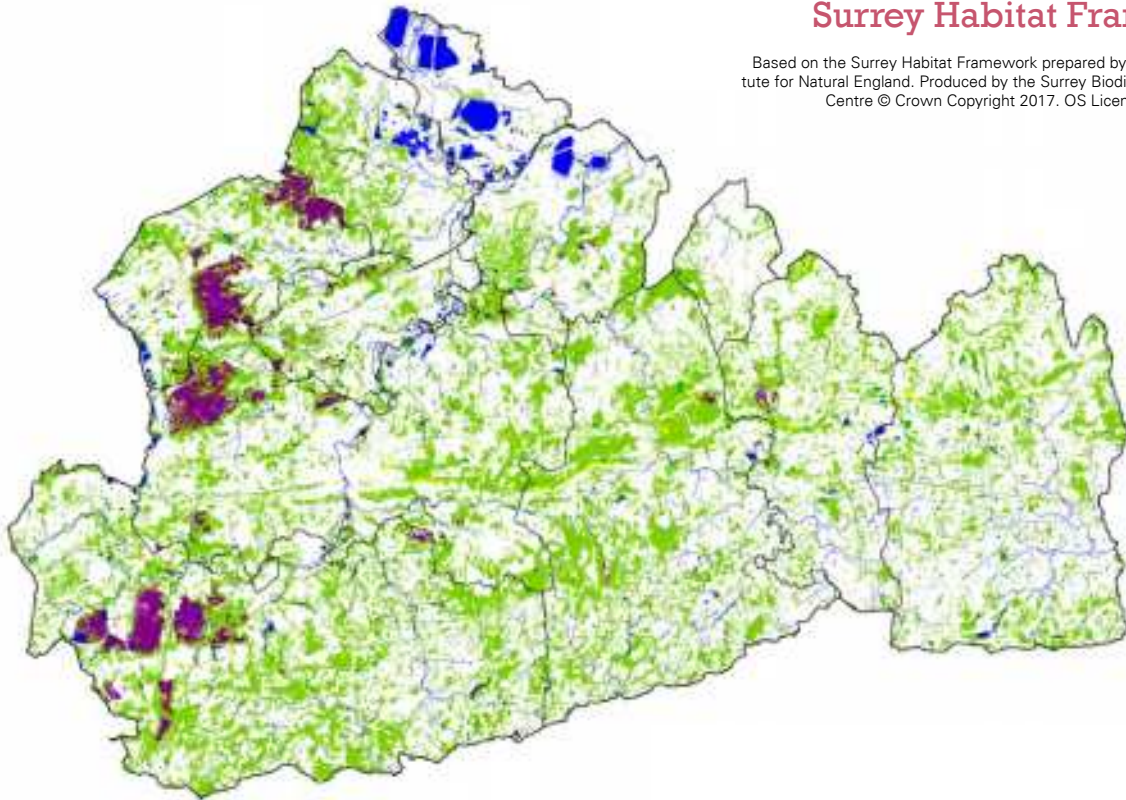 Surrey Habitat Fra
Based on the Surrey Habitat Framework prepared by
tute for Natural England. Produced by the Surrey Biodi
Centre © Crown Copyright 2017. OS Licen